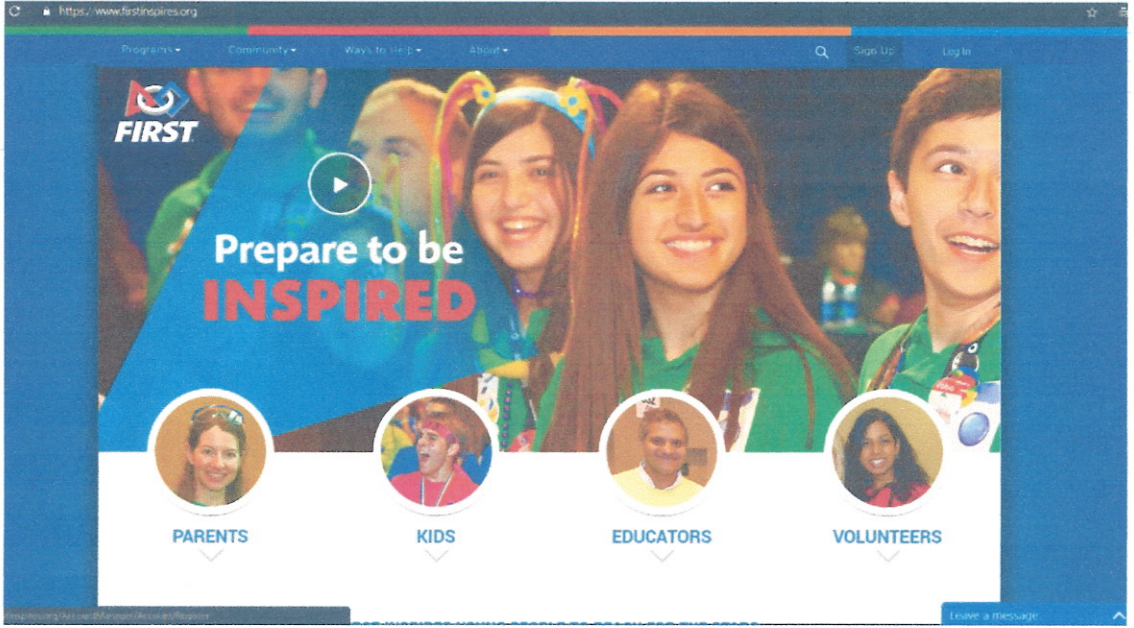 https://www.firstinspires.org
Programs Community Ways to Help About Sign Up Log In
FIRST
Prepare to be
INSPIRED
PARENTS KIDS EDUCATORS VOLUNTEERS
Leave a message